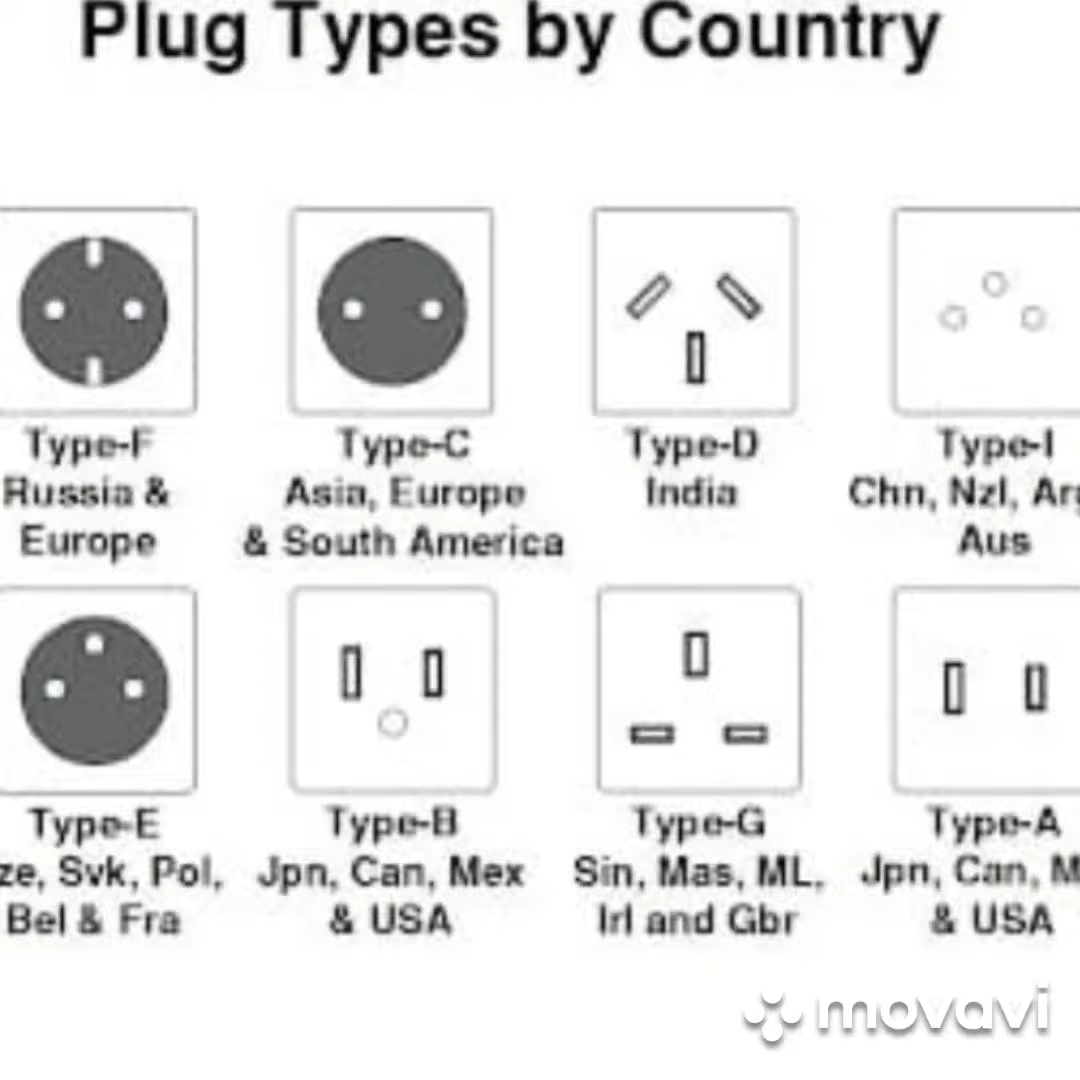 Plug Types by Country
Type-F
Russia &
Europe
Type-C
Asia, Europe
& South America
Type-D
India
Type-I
Chn, Nzl, Arg
Aus
Type-E
ze, Svk, Pol,
Bel & Fra
Type-B
Jpn, Can, Mex
& USA
Type-G
Sin, Mas, ML,
Irl and Gbr
Type-A
Jpn, Can, M
& USA
movavi